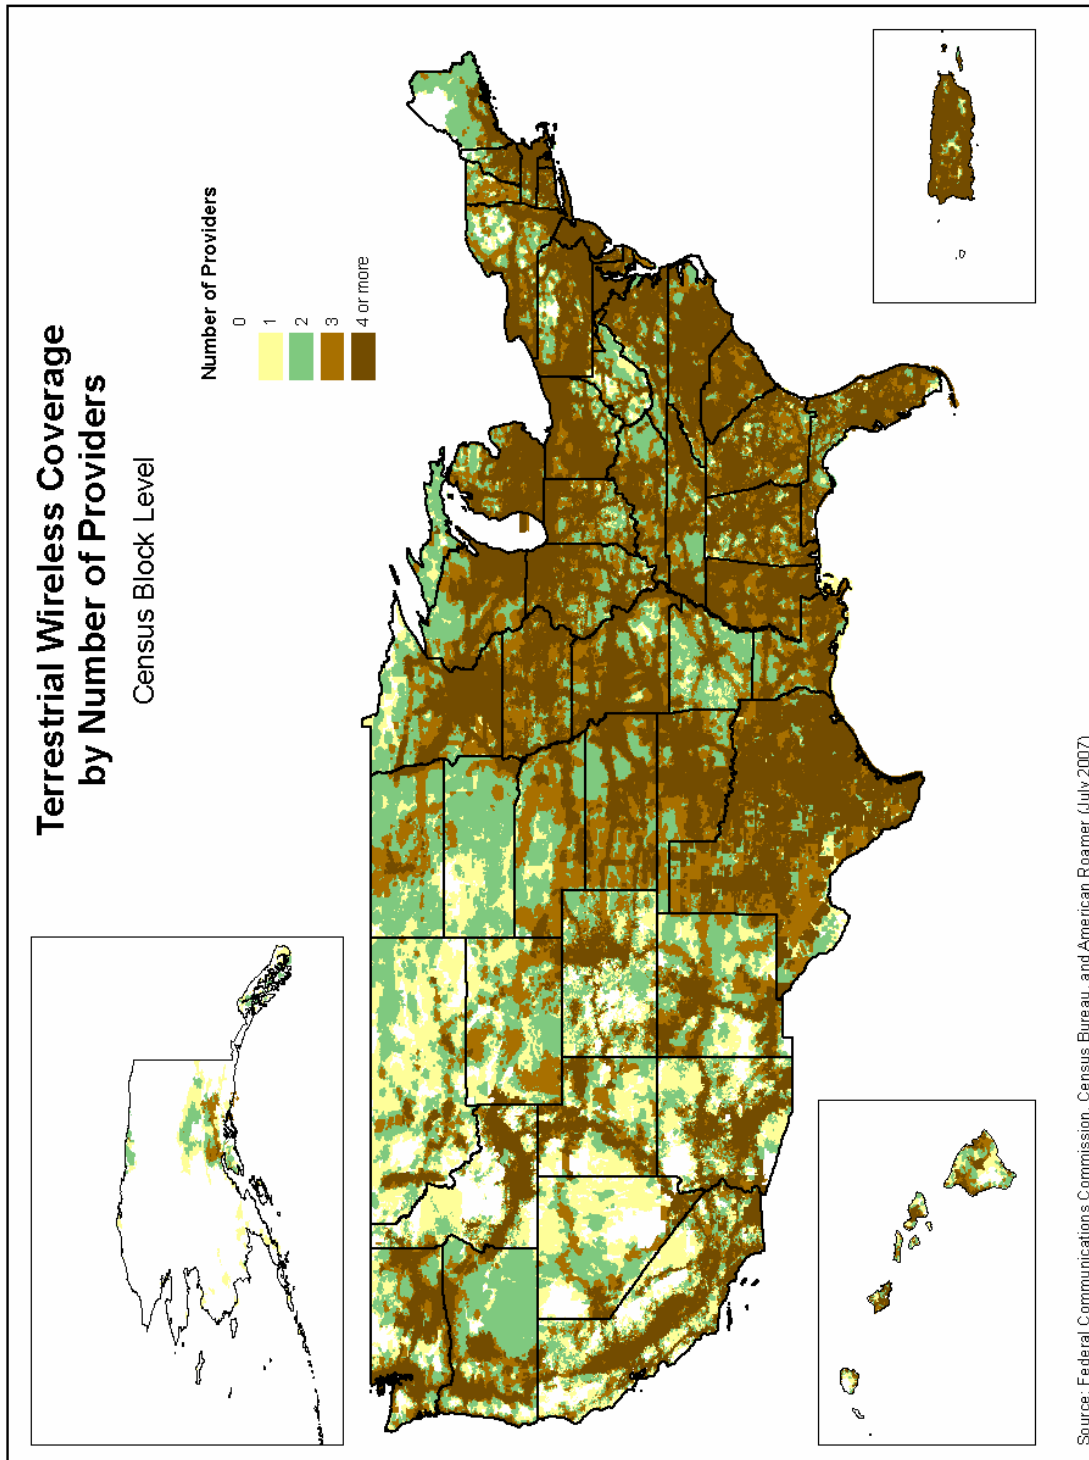 Terrestrial Wireless Coverage
by Number of Providers
Census Block Level
Number of Providers
0
1
2
3
4 or more
Source: Federal Communications Commission, Census Bureau, and American Roamer (July 2007)